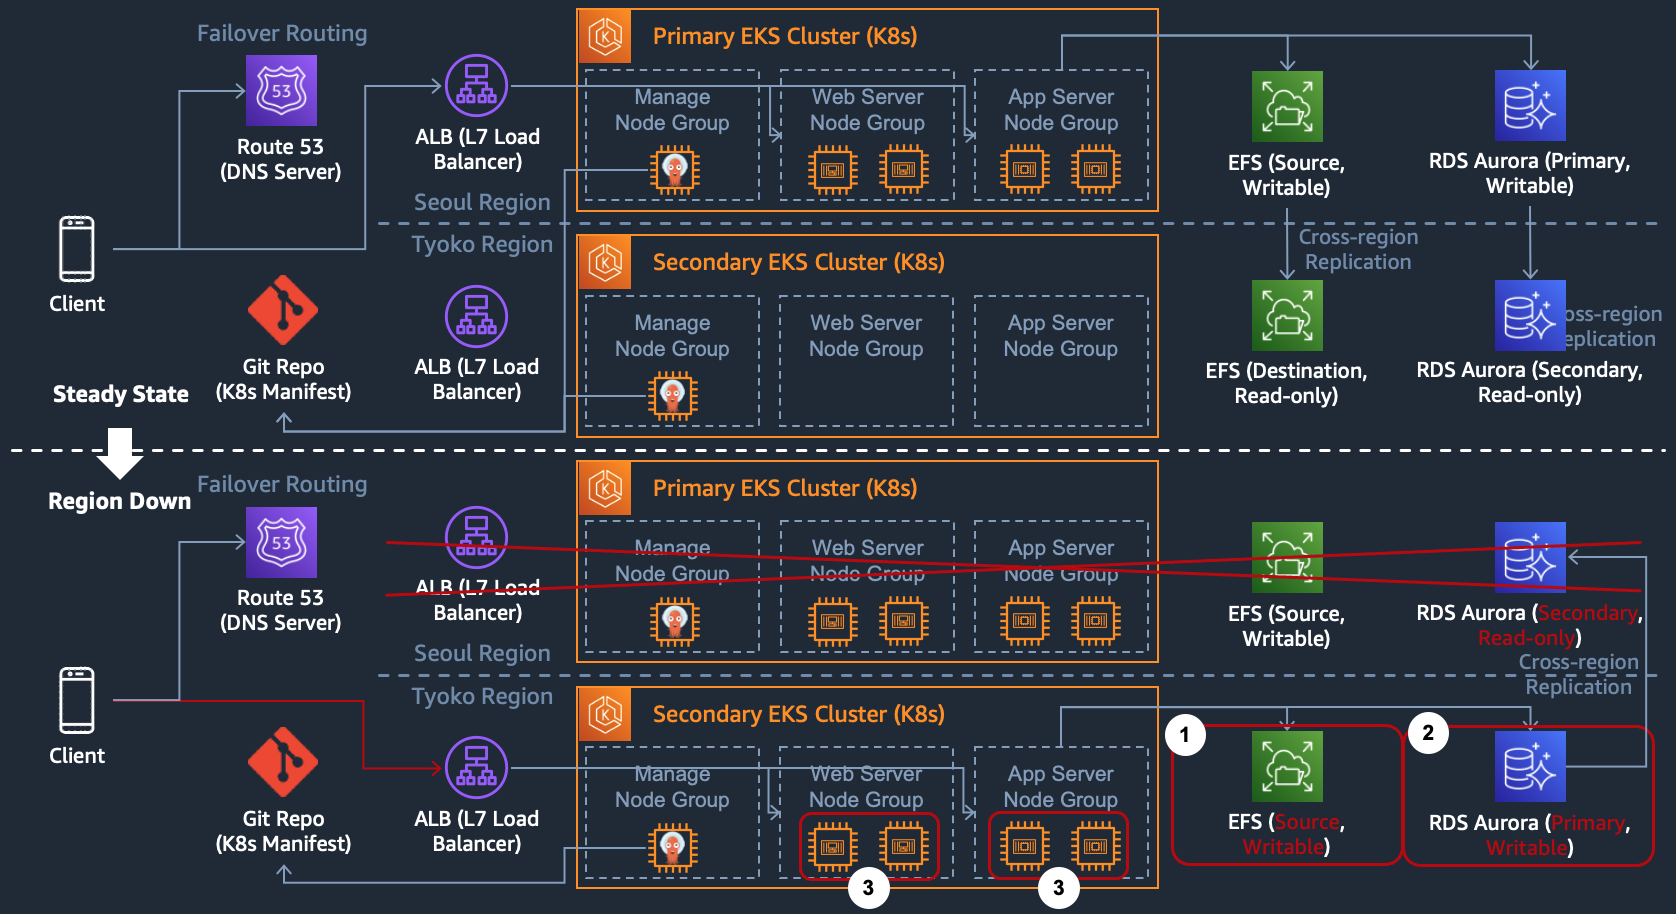 Failover Routing
53
Route 53
(DNS Server)
ALB (L7 Load
Balancer)
K
Primary EKS Cluster (K8s)
Manage
Node Group
Web Server
Node Group
App Server
Node Group
EFS (Source,
Writable)
RDS Aurora (Primary,
Writable)
Seoul Region
Tyoko Region
Cross-region
Replication
Client
Git Repo
(K8s Manifest)
ALB (L7 Load
Balancer)
K
Secondary EKS Cluster (K8s)
Manage
Node Group
Web Server
Node Group
App Server
Node Group
EFS (Destination,
Read-only)
oss-region
eplication
RDS Aurora (Secondary,
Read-only)
Steady State
Region Down
Failover Routing
53
Route 53
(DNS Server)
ALB (L7 Load
Balancer)
K
Primary EKS Cluster (K8s)
Manage
Node Group
Web Server
Node Group
App Server
Node Group
EFS (Source,
Writable)
RDS Aurora (Secondary,
Read-only)
Seoul Region
Tyoko Region
Cross-region
Replication
Client
Git Repo
(K8s Manifest)
ALB (L7 Load
Balancer)
K
Secondary EKS Cluster (K8s)
Manage
Node Group
Web Server
Node Group
3
App Server
Node Group
3
1
EFS (Source,
Writable)
2
RDS Aurora (Primary,
Writable)